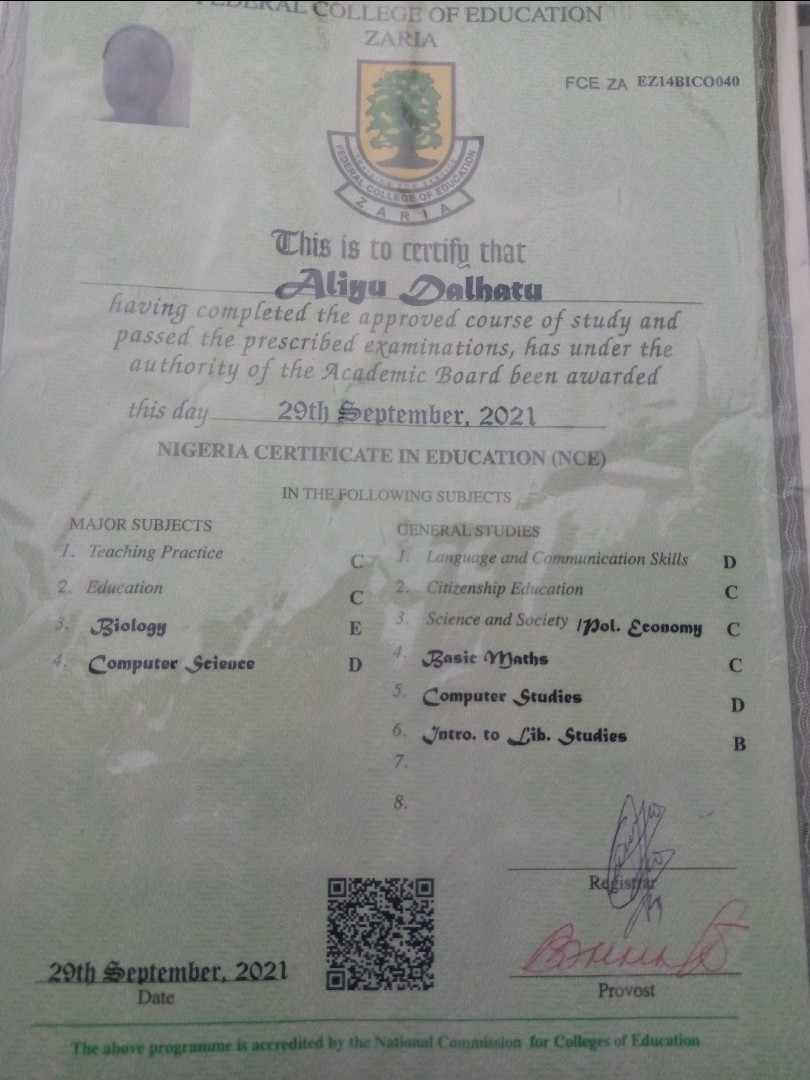 FEDERAL COLLEGE OF EDUCATION
ZARIA
FCE ZA EZ14BICO040
FEDERAL COLLEGE OF EDUCATION
ZARIA
This is to certify that
Aliyu Dalhatu
having completed the approved course of study and
passed the prescribed examinations, has under the
authority of the Academic Board been awarded
this day 29th September, 2021
NIGERIA CERTIFICATE IN EDUCATION (NCE)
IN THE FOLLOWING SUBJECTS
MAJOR SUBJECTS
1. Teaching Practice C
2. Education C
3. Biology E
4. Computer Science D
GENERAL STUDIES
1. Language and Communication Skills D
2. Citizenship Education C
3. Science and Society /Pol. Economy C
4. Basic Maths C
5. Computer Studies D
6. Intro. to Lib. Studies B
7.
8.
Registrar
29th September, 2021
Date
Provost
The above programme is accredited by the National Commission for Colleges of Education